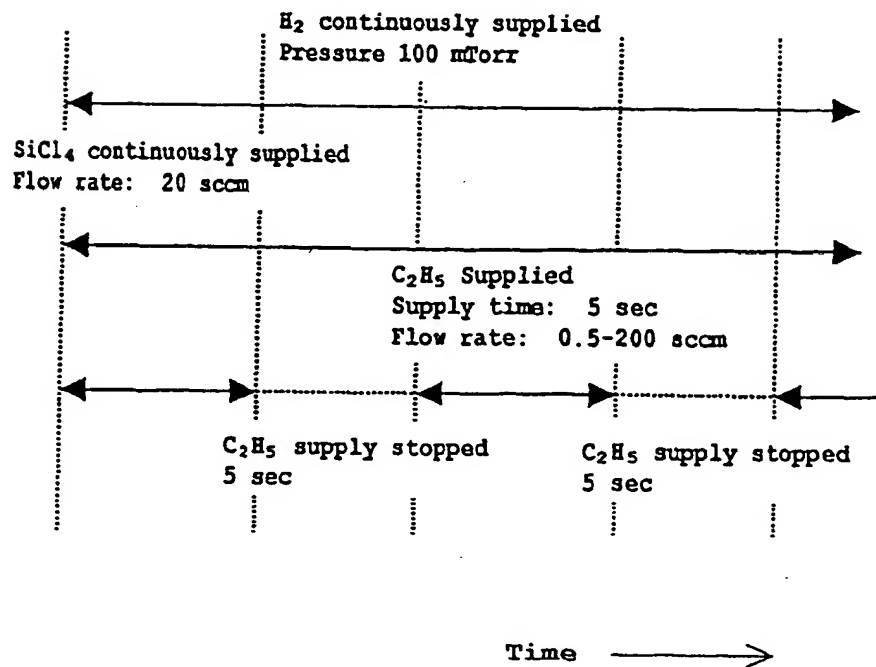 H₂ continuously supplied
Pressure 100 mTorr
SiCl₄ continuously supplied
Flow rate: 20 sccm
C₂H₅ Supplied
Supply time: 5 sec
Flow rate: 0.5-200 sccm
C₂H₅ supply stopped
5 sec
C₂H₅ supply stopped
5 sec
Time